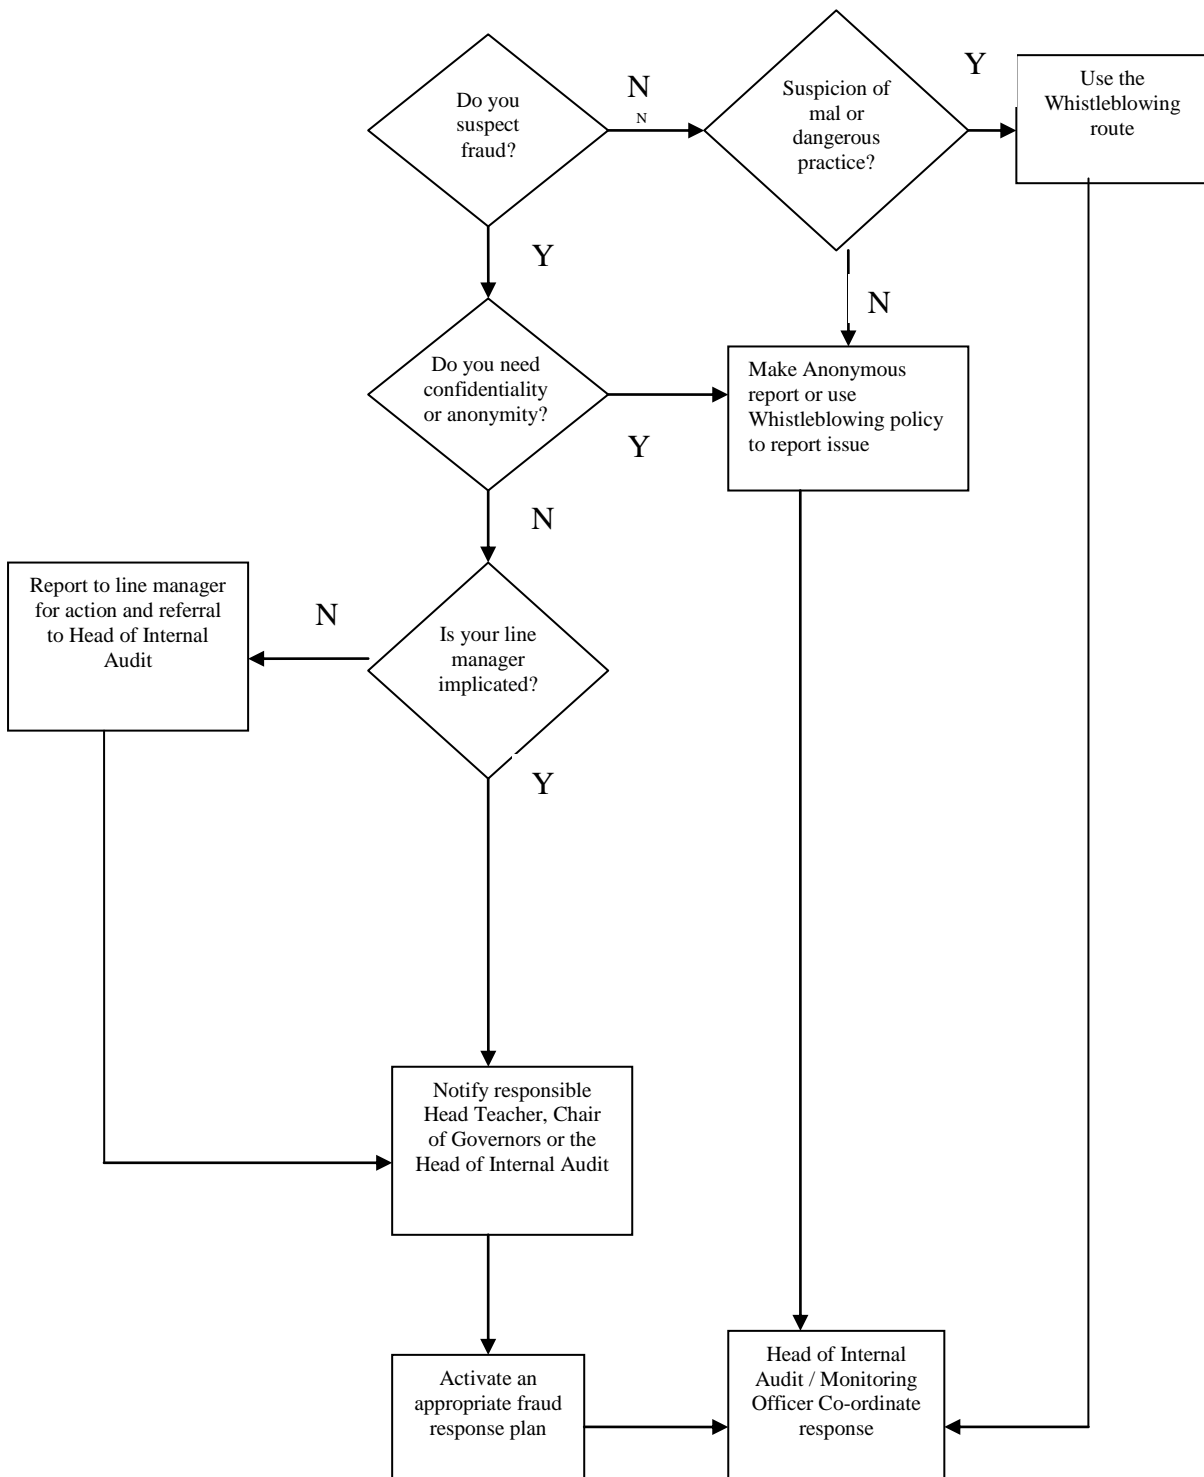 Do you
suspect
fraud?
N
N
Suspicion of
mal or
dangerous
practice?
Y
Use the
Whistleblowing
route
Y
N
Do you need
confidentiality
or anonymity?
Y
Make Anonymous
report or use
Whistleblowing policy
to report issue
N
Report to line manager
for action and referral
to Head of Internal
Audit
N
Is your line
manager
implicated?
Y
Notify responsible
Head Teacher, Chair
of Governors or the
Head of Internal Audit
Activate an
appropriate fraud
response plan
Head of Internal
Audit / Monitoring
Officer Co-ordinate
response